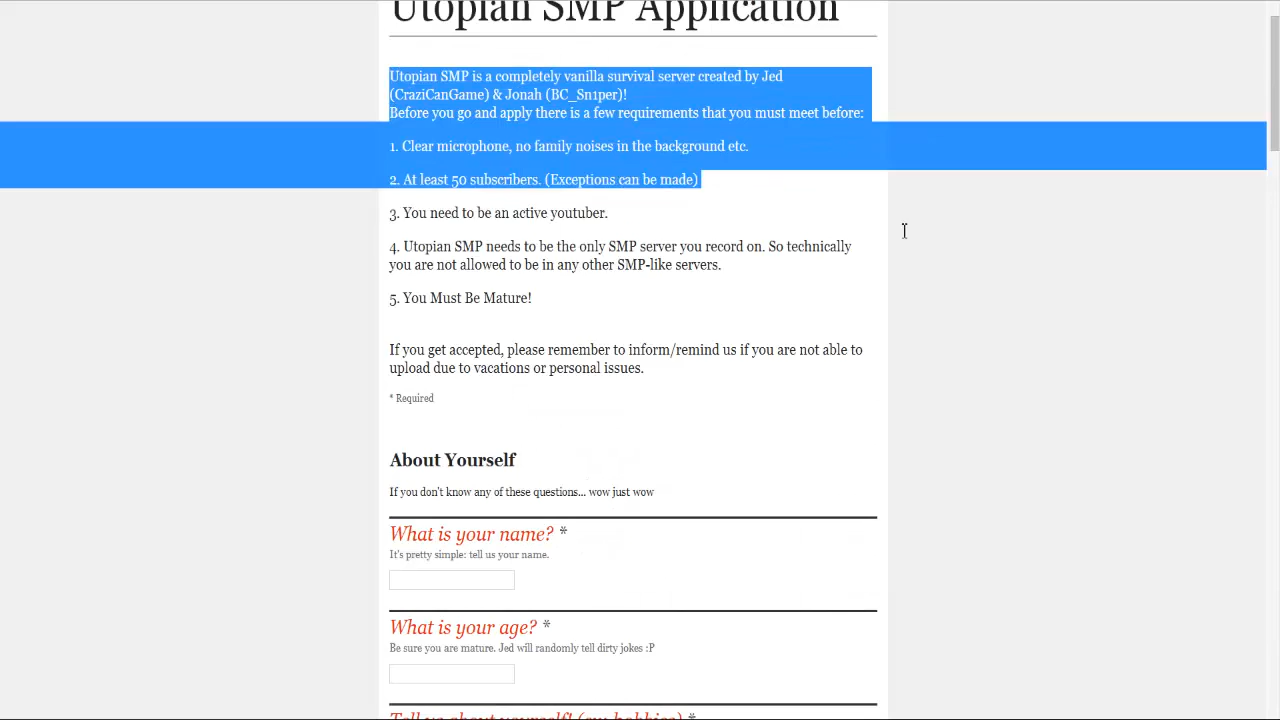 Utopian SMP Application
Utopian SMP is a completely vanilla survival server created by Jed
(CraziCanGame) & Jonah (BC_Sn1per)!
Before you go and apply there is a few requirements that you must meet before:
1. Clear microphone, no family noises in the background etc.
2. At least 50 subscribers. (Exceptions can be made)
3. You need to be an active youtuber.
4. Utopian SMP needs to be the only SMP server you record on. So technically
you are not allowed to be in any other SMP-like servers.
5. You Must Be Mature!
If you get accepted, please remember to inform/remind us if you are not able to
upload due to vacations or personal issues.
* Required
About Yourself
If you don't know any of these questions... wow just wow
What is your name? *
It's pretty simple: tell us your name.
What is your age? *
Be sure you are mature. Jed will randomly tell dirty jokes :P
Tell us about yourself! (